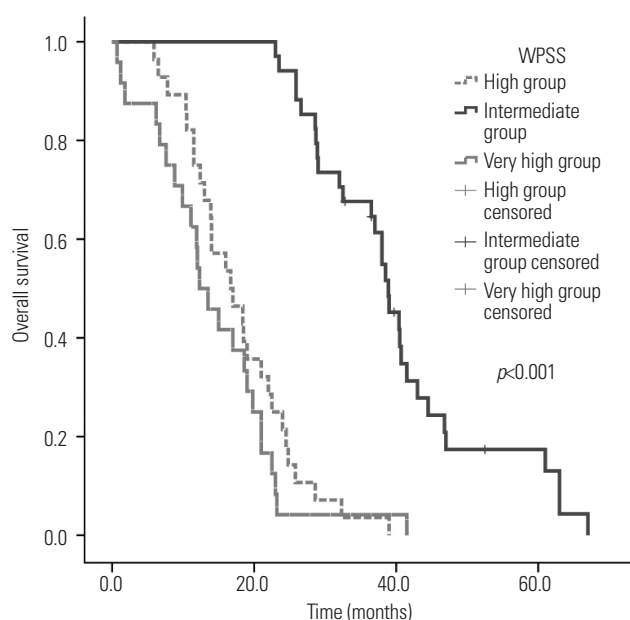 WPSS
High group
Intermediate
group
Very high group
High group
censored
Intermediate
group censored
Very high group
censored
p<0.001
Overall survival
1.0
0.8
0.6
0.4
0.2
0.0
0.0 20.0 40.0 60.0
Time (months)